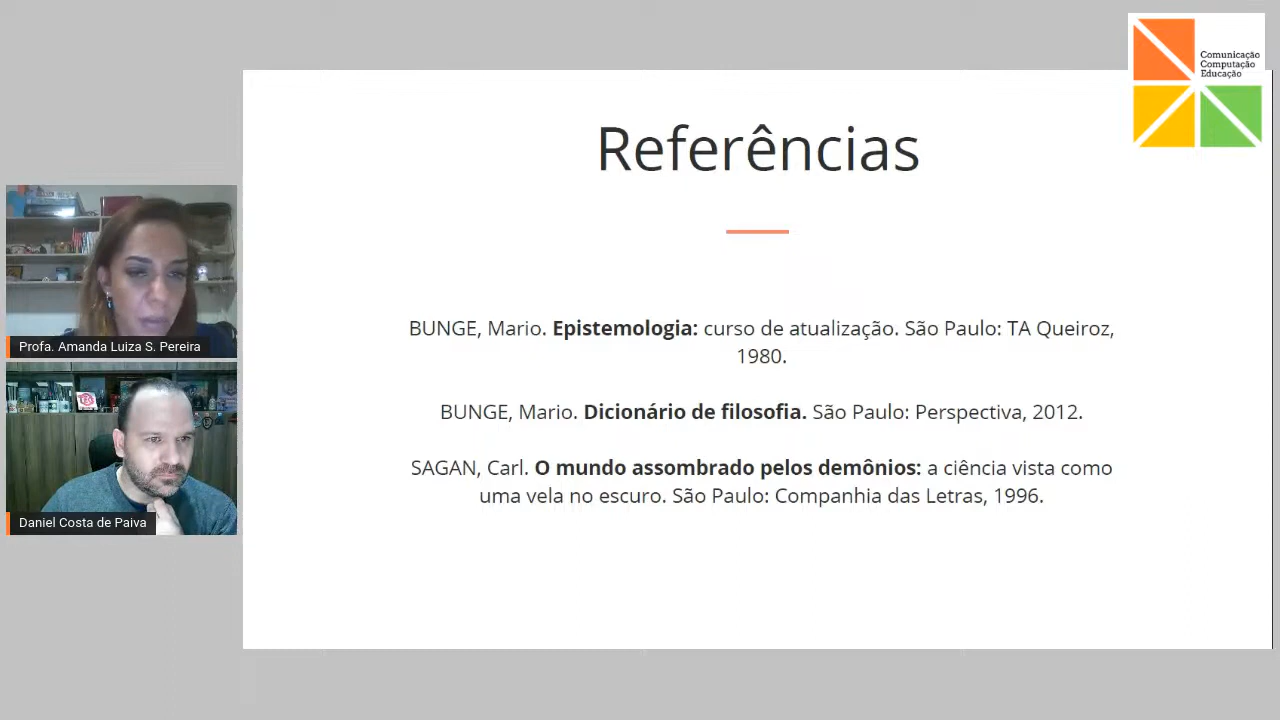 Comunicação
Computação
Educação
Referências
BUNGE, Mario. Epistemologia: curso de atualização. São Paulo: TA Queiroz,
1980.
BUNGE, Mario. Dicionário de filosofia. São Paulo: Perspectiva, 2012.
SAGAN, Carl. O mundo assombrado pelos demônios: a ciência vista como
uma vela no escuro. São Paulo: Companhia das Letras, 1996.
Profa. Amanda Luiza S. Pereira
Daniel Costa de Paiva